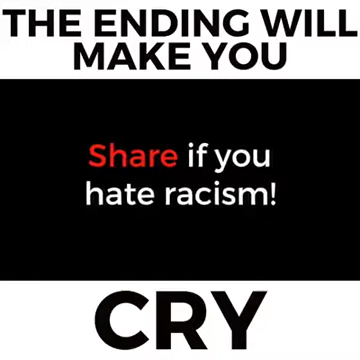 THE ENDING WILL
MAKE YOU
Share if you
hate racism!
CRY